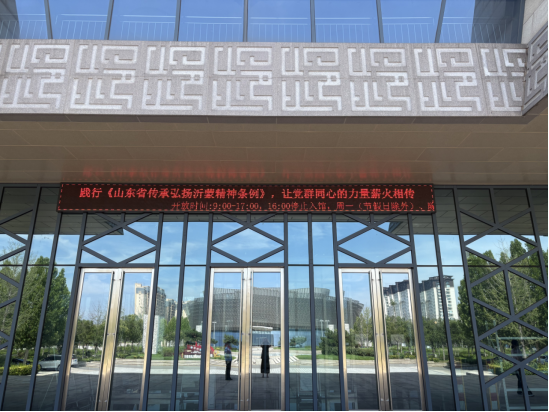 践行《山东省传承弘扬沂蒙精神条例》，让党群同心的力量薪火相传
开放时间:9:00-17:00，16:00停止入馆，周一（节假日除外）